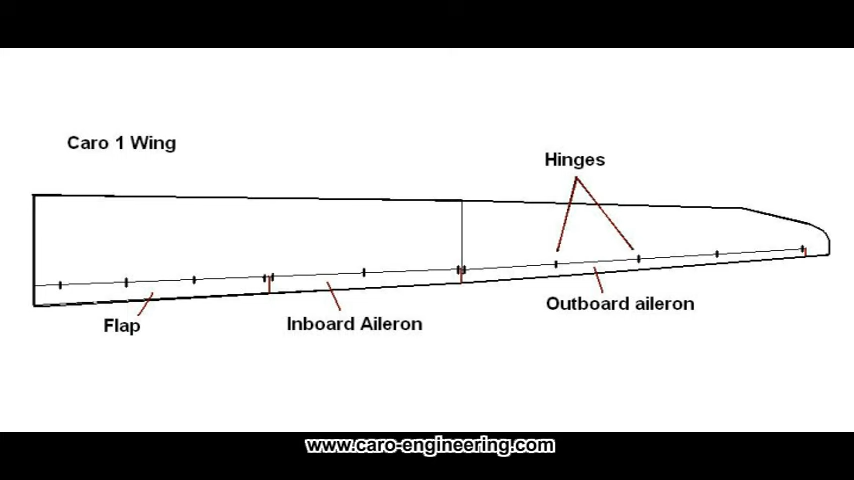 Caro 1 Wing
Hinges
Outboard aileron
Flap
Inboard Aileron
www.caro-engineering.com